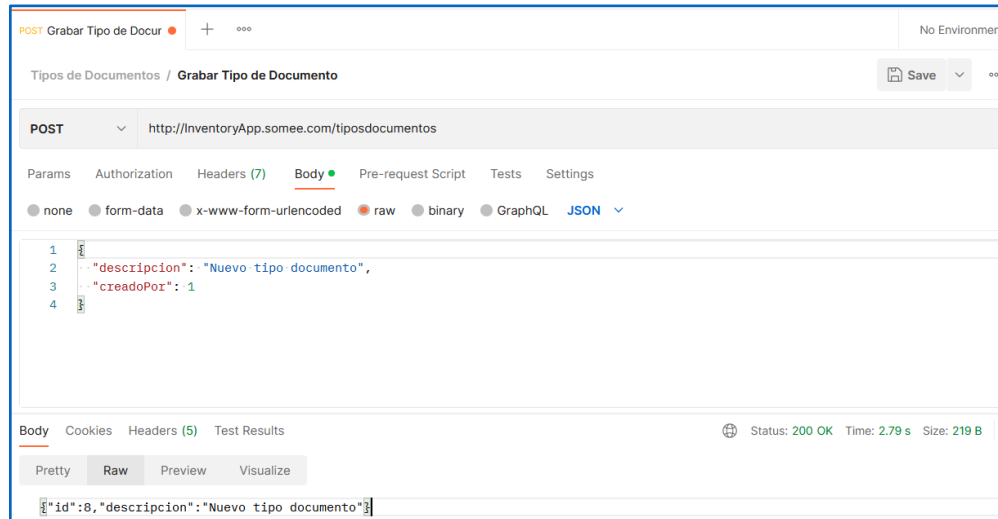 POST Grabar Tipo de Docur
No Environmen
Tipos de Documentos / Grabar Tipo de Documento
Save
POST http://InventoryApp.somee.com/tiposdocumentos
Params Authorization Headers (7) Body Pre-request Script Tests Settings
none form-data x-www-form-urlencoded raw binary GraphQL JSON
1 {
2 "descripcion": "Nuevo tipo documento",
3 "creadoPor": 1
4 }
Body Cookies Headers (5) Test Results Status: 200 OK Time: 2.79 s Size: 219 B
Pretty Raw Preview Visualize
{"id":8,"descripcion":"Nuevo tipo documento"}